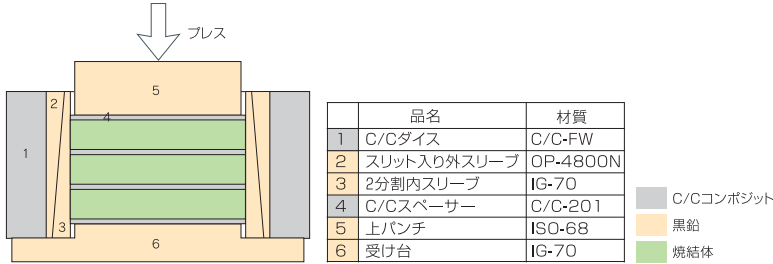 プレス
5
2
4
1
3
6
品名 材質
1 C/Cダイス C/C-FW
2 スリット入り外スリーブ OP-4800N
3 2分割内スリーブ IG-70
4 C/Cスペーサー C/C-201
5 上パンチ ISO-68
6 受け台 IG-70
C/Cコンポジット
黒鉛
焼結体